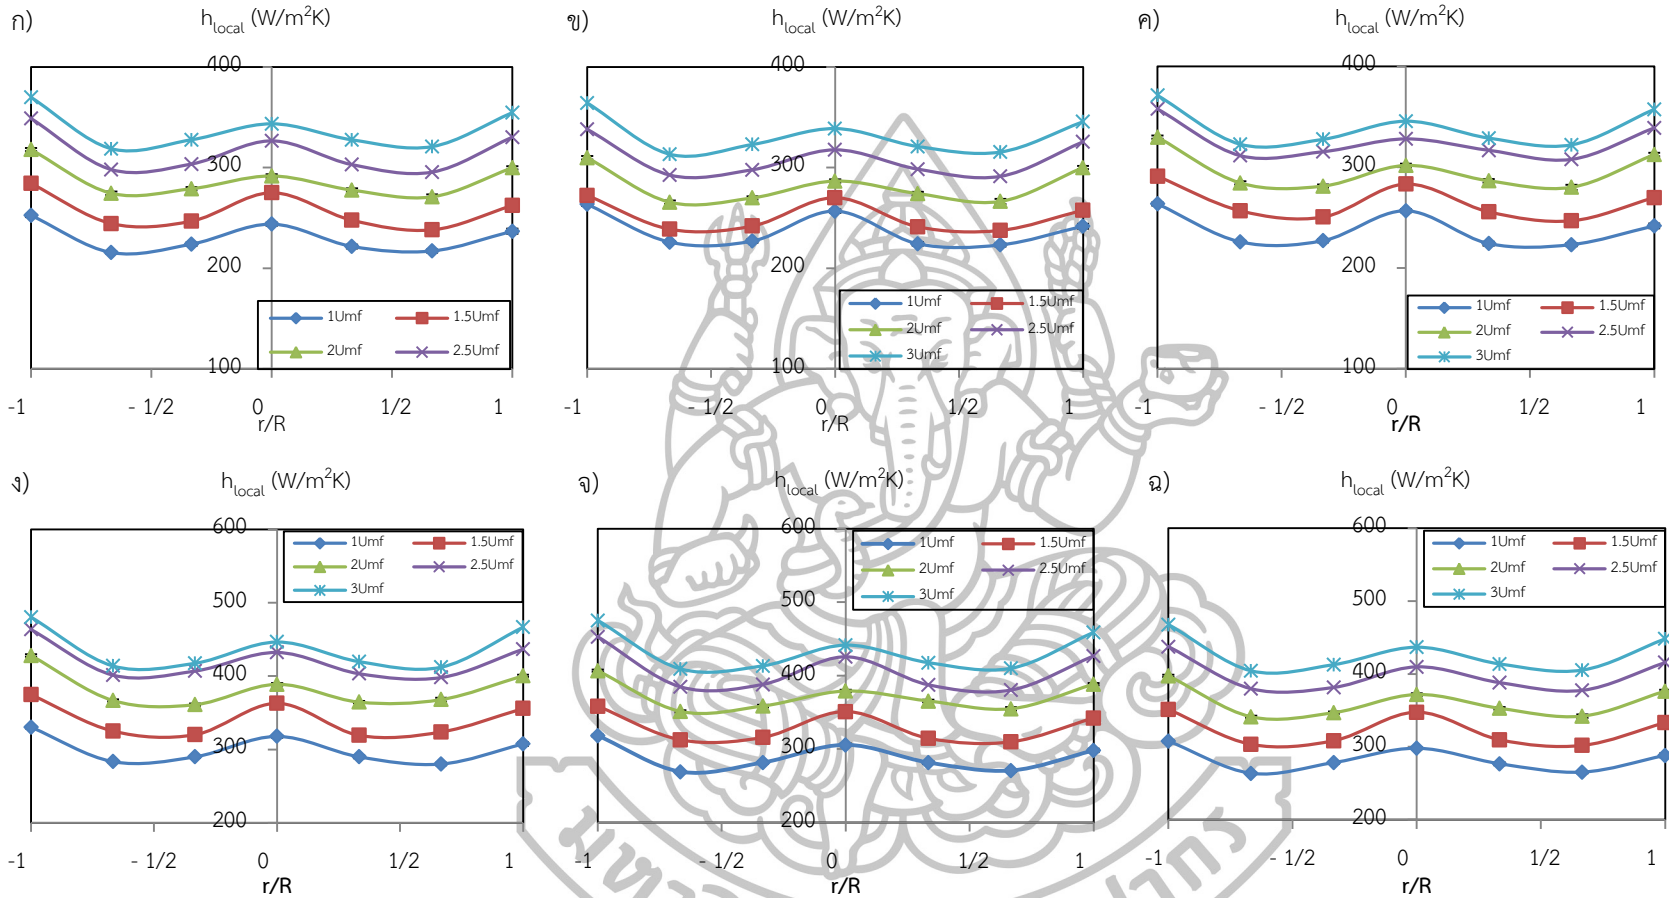 ก) h_local (W/m²K)
400
300
200
100
1Umf 1.5Umf
2Umf 2.5Umf
-1 - 1/2 0 1/2 1
r/R
ข) h_local (W/m²K)
400
300
200
100
1Umf 1.5Umf
2Umf 2.5Umf
3Umf
-1 - 1/2 0 1/2 1
r/R
ค) h_local (W/m²K)
400
300
200
100
1Umf 1.5Umf
2Umf 2.5Umf
3Umf
-1 - 1/2 0 1/2 1
r/R
ง) h_local (W/m²K)
600
500
400
300
200
1Umf 1.5Umf
2Umf 2.5Umf
3Umf
-1 - 1/2 0 1/2 1
r/R
จ) h_local (W/m²K)
600
500
400
300
200
1Umf 1.5Umf
2Umf 2.5Umf
3Umf
-1 - 1/2 0 1/2 1
r/R
ฉ) h_local (W/m²K)
600
500
400
300
200
1Umf 1.5Umf
2Umf 2.5Umf
3Umf
-1 - 1/2 0 1/2 1
r/R